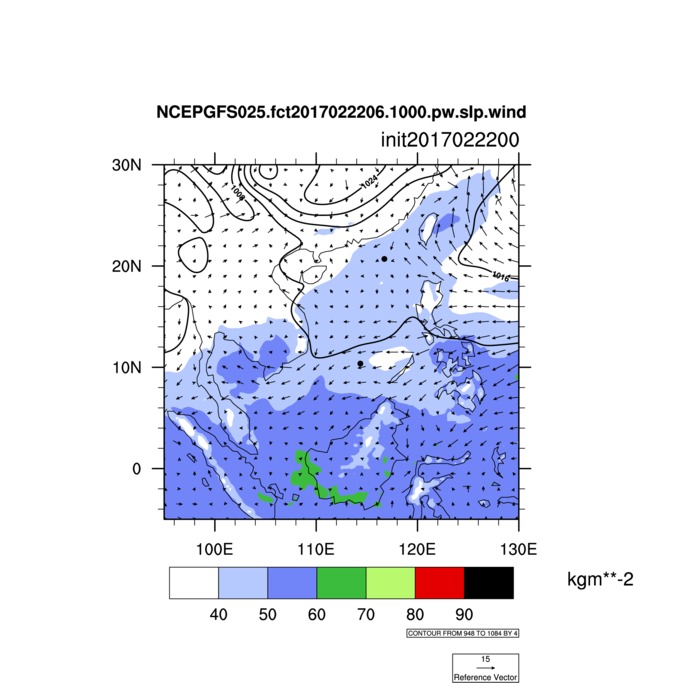 NCEPGFS025.fct2017022206.1000.pw.slp.wind
init2017022200
30N
20N
10N
0
1008
1024
1016
100E 110E 120E 130E
40 50 60 70 80 90
kgm**-2
CONTOUR FROM 948 TO 1084 BY 4
15
Reference Vector